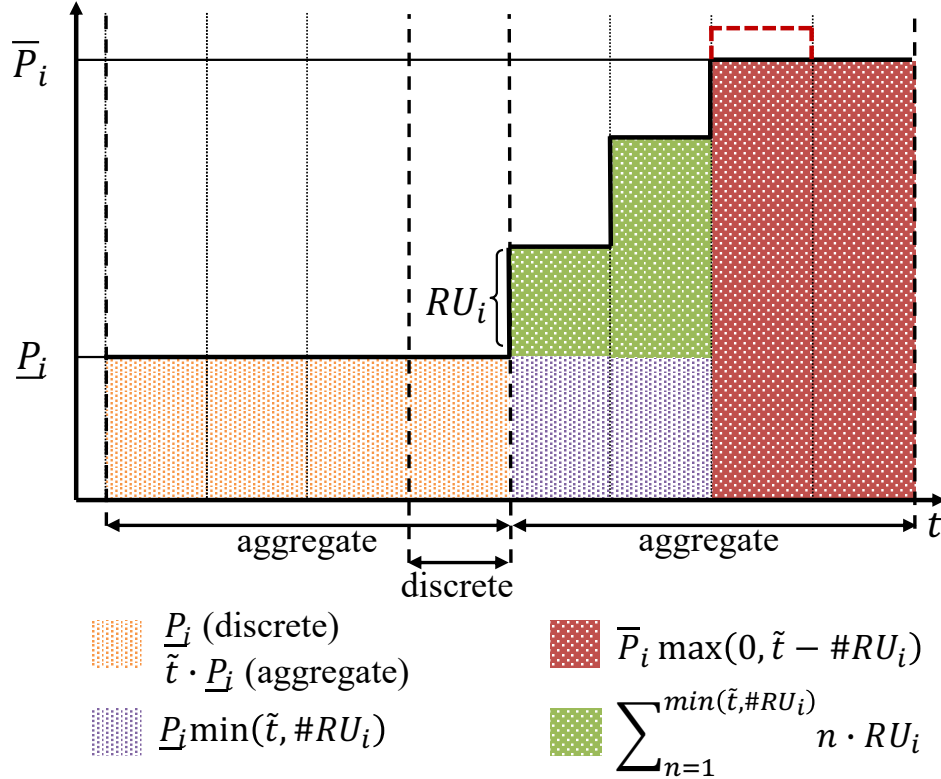 P̅ᵢ
RUᵢ
P̲ᵢ
t
aggregate
aggregate
discrete
P̲ᵢ (discrete)
t̃ · P̲ᵢ (aggregate)
P̲ᵢ min(t̃, #RUᵢ)
P̅ᵢ max(0, t̃ − #RUᵢ)
∑_{n=1}^{min(t̃,#RUᵢ)} n · RUᵢ